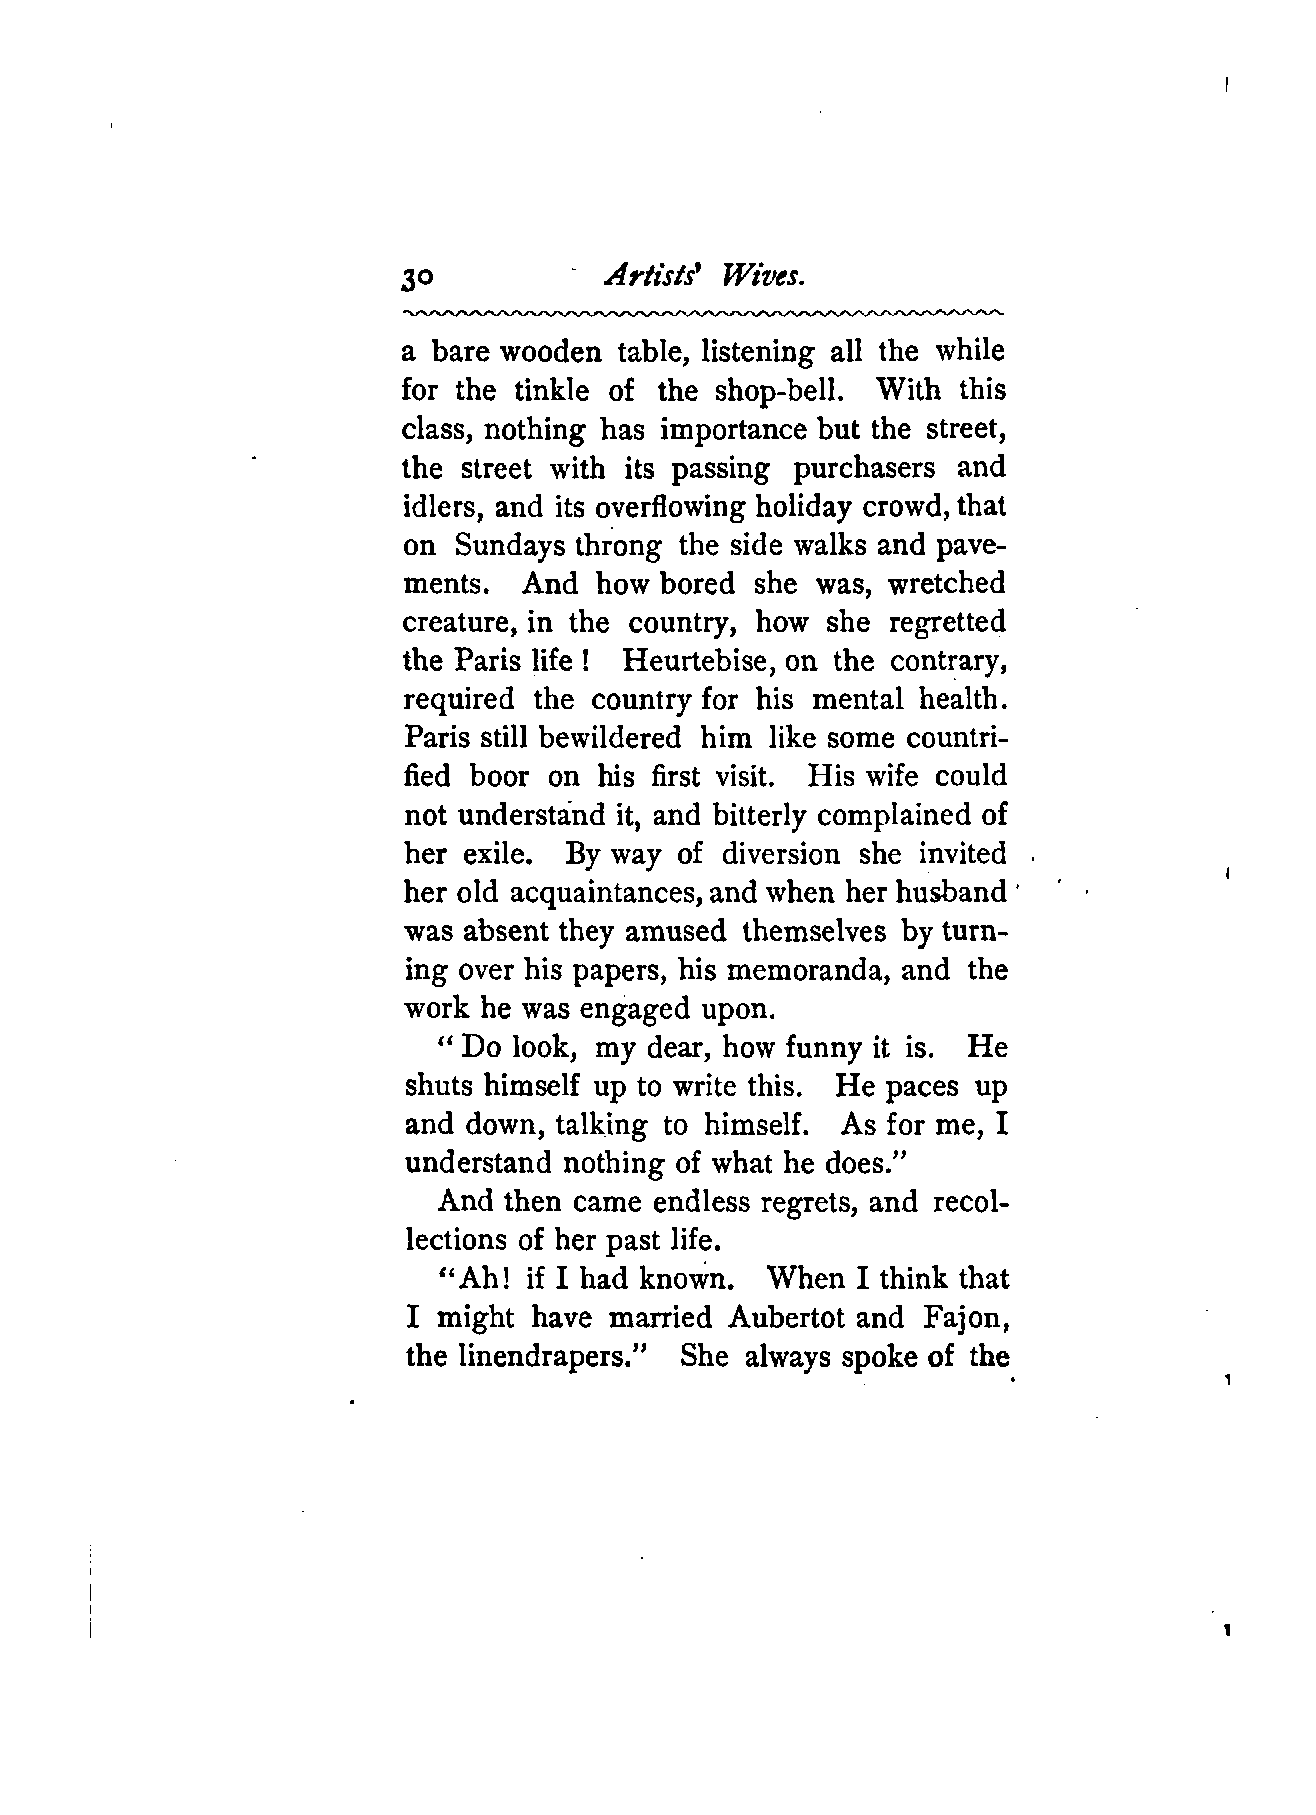 30 Artists' Wives.
a bare wooden table, listening all the while
for the tinkle of the shop-bell. With this
class, nothing has importance but the street,
the street with its passing purchasers and
idlers, and its overflowing holiday crowd, that
on Sundays throng the side walks and pave-
ments. And how bored she was, wretched
creature, in the country, how she regretted
the Paris life ! Heurtebise, on the contrary,
required the country for his mental health.
Paris still bewildered him like some countri-
fied boor on his first visit. His wife could
not understand it, and bitterly complained of
her exile. By way of diversion she invited
her old acquaintances, and when her husband
was absent they amused themselves by turn-
ing over his papers, his memoranda, and the
work he was engaged upon.
" Do look, my dear, how funny it is. He
shuts himself up to write this. He paces up
and down, talking to himself. As for me, I
understand nothing of what he does."
And then came endless regrets, and recol-
lections of her past life.
"Ah! if I had known. When I think that
I might have married Aubertot and Fajon,
the linendrapers." She always spoke of the